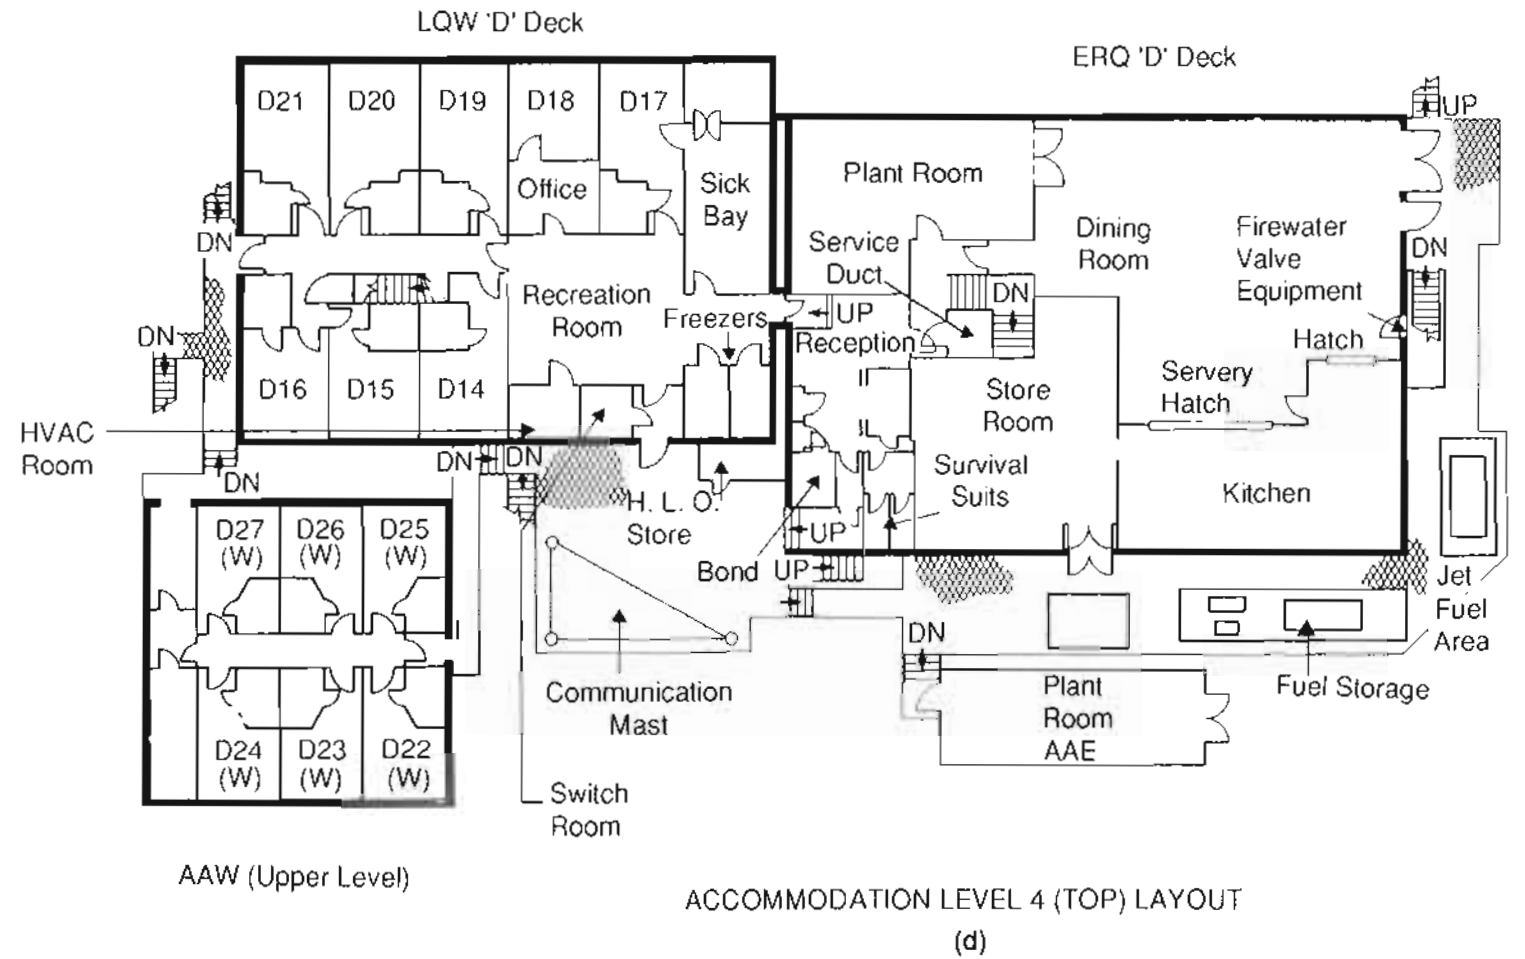 LQW 'D' Deck
ERQ 'D' Deck
D21
D20
D19
D18
D17
UP
Office
Sick
Bay
Plant Room
Service
Duct
Dining
Room
Firewater
Valve
Equipment
DN
DN
DN
DN
Recreation
Room
Freezers
UP
Reception
Hatch
Servery
Hatch
D16
D15
D14
Store
Room
HVAC
Room
DN
DN
DN
Survival
Suits
Kitchen
H. L. O.
Store
UP
Bond
UP
D27
(W)
D26
(W)
D25
(W)
Jet
Fuel
Area
DN
Communication
Mast
Plant
Room
AAE
Fuel Storage
D24
(W)
D23
(W)
D22
(W)
Switch
Room
AAW (Upper Level)
ACCOMMODATION LEVEL 4 (TOP) LAYOUT
(d)